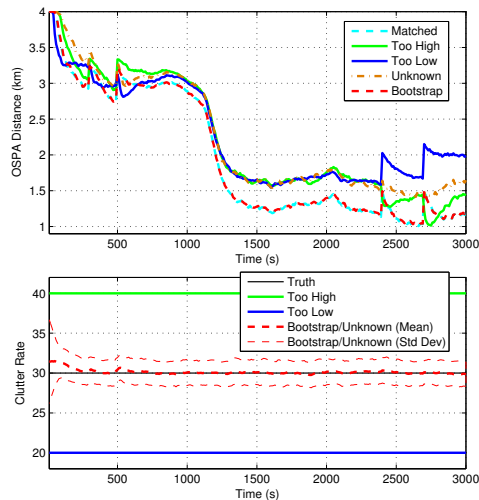 4
3.5
3
2.5
2
1.5
1
OSPA Distance (km)
Matched
Too High
Too Low
Unknown
Bootstrap
500
1000
1500
2000
2500
3000
Time (s)
40
35
30
25
20
Clutter Rate
Truth
Too High
Too Low
Bootstrap/Unknown (Mean)
Bootstrap/Unknown (Std Dev)
500
1000
1500
2000
2500
3000
Time (s)